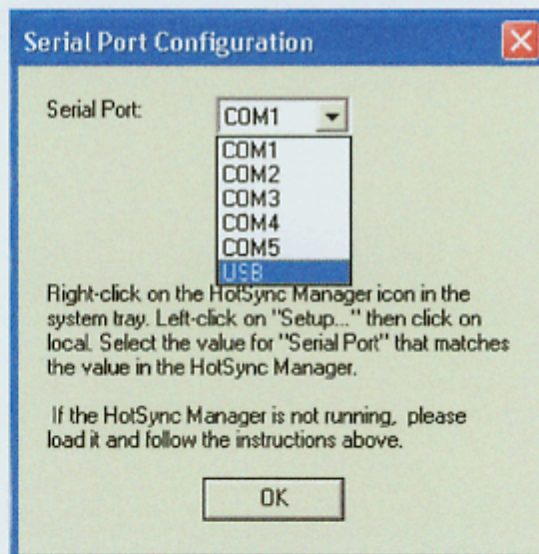 Serial Port Configuration
Serial Port:
COM1
COM1
COM2
COM3
COM4
COM5
USB
Right-click on the HotSync Manager icon in the
system tray. Left-click on "Setup..." then click on
local. Select the value for "Serial Port" that matches
the value in the HotSync Manager.
If the HotSync Manager is not running, please
load it and follow the instructions above.
OK